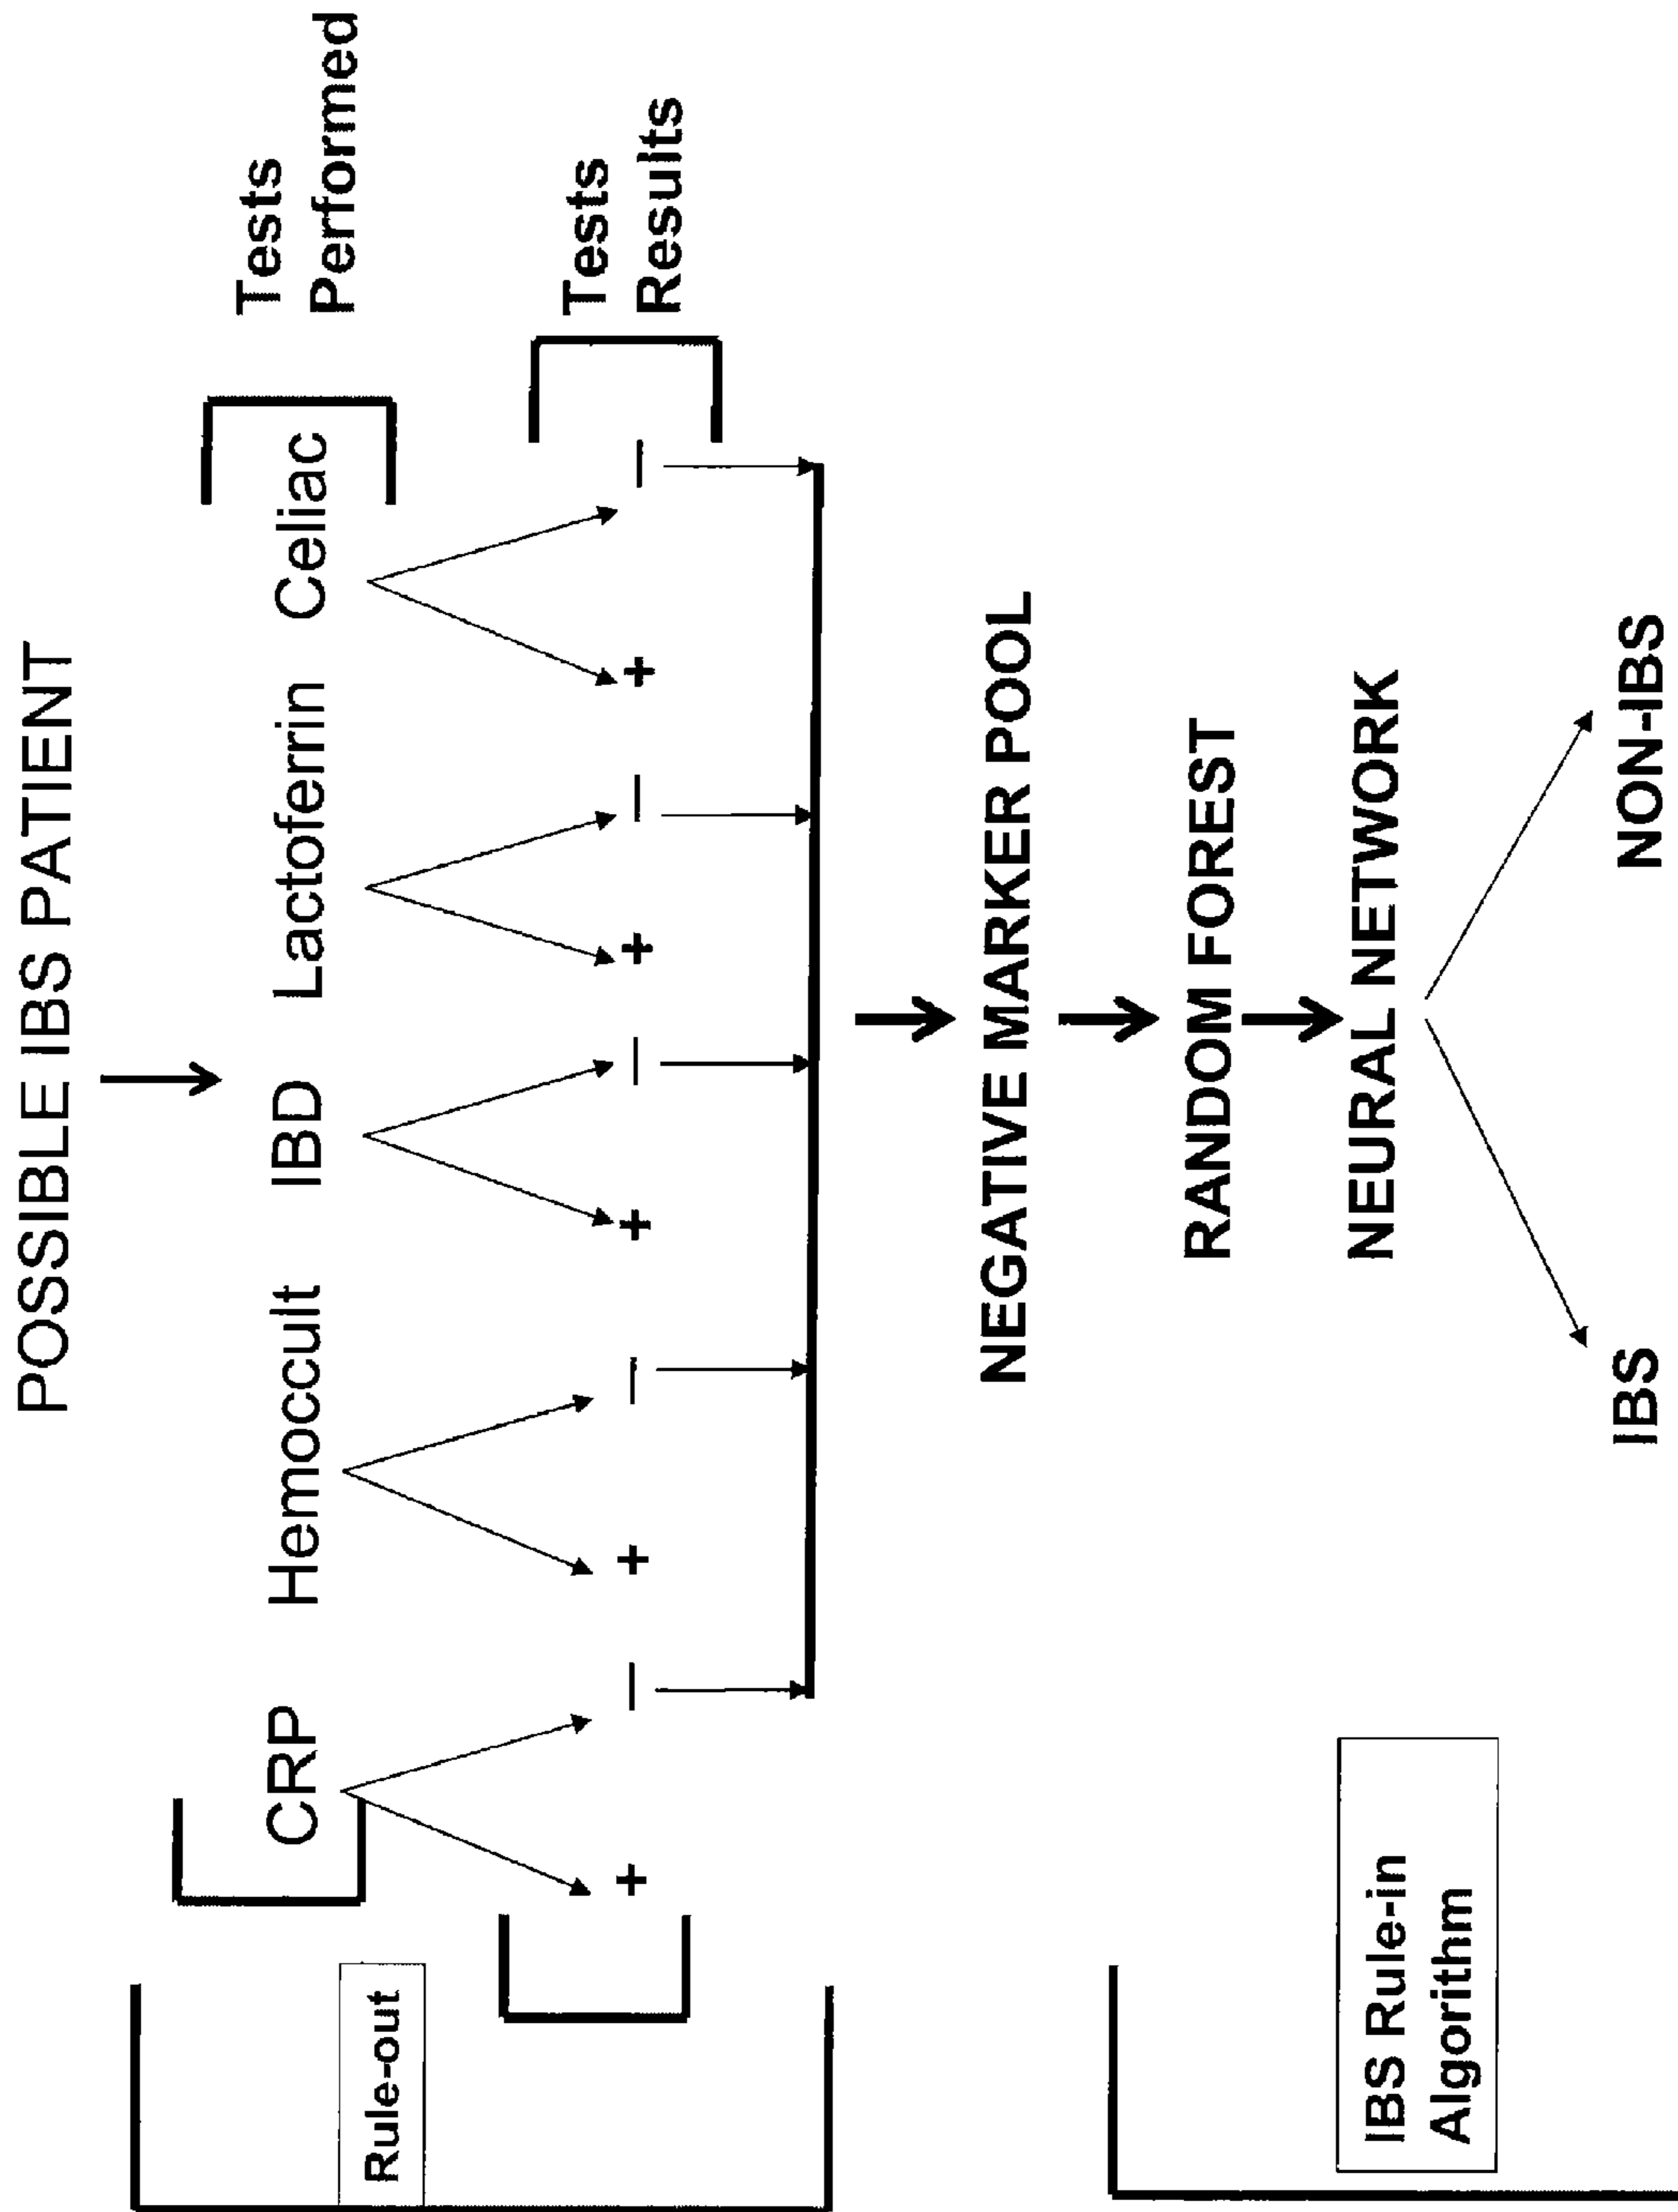 POSSIBLE IBS PATIENT
Rule-out
CRP Hemoccult IBD Lactoferrin Celiac
Tests
Performed
+ – + – + – + – + –
Tests
Results
NEGATIVE MARKER POOL
IBS Rule-in
Algorithm
RANDOM FOREST
NEURAL NETWORK
IBS NON-IBS